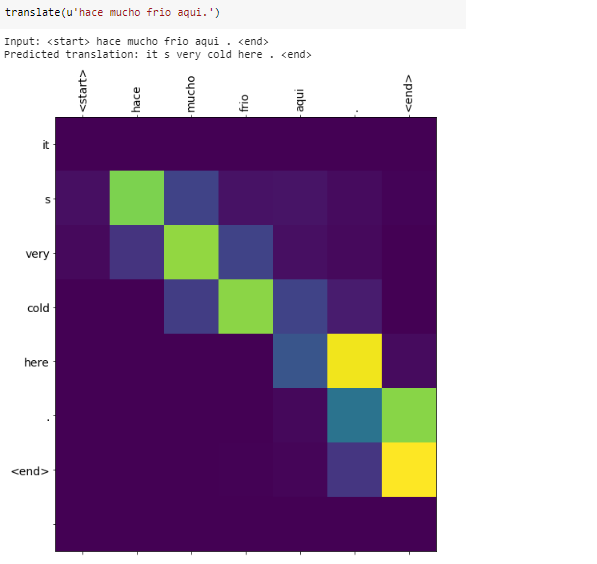 translate(u'hace mucho frio aqui.')
Input: <start> hace mucho frio aqui . <end>
Predicted translation: it s very cold here . <end>
<start> hace mucho frio aqui . <end>
it
s
very
cold
here
.
<end>